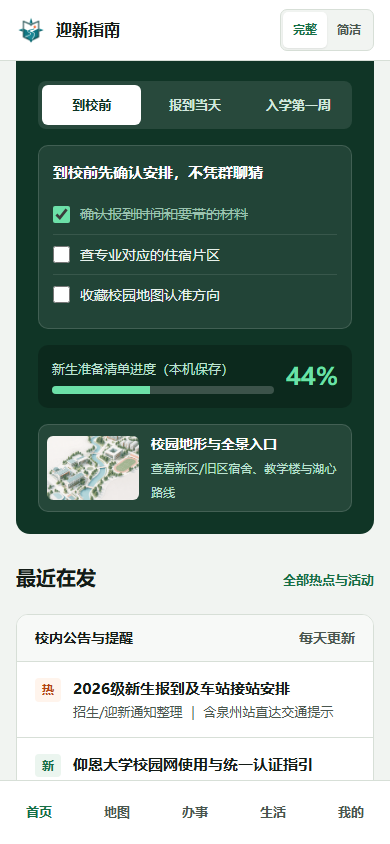 迎新指南
完整
简洁
到校前
报到当天
入学第一周
到校前先确认安排，不凭群聊猜
确认报到时间和要带的材料
查专业对应的住宿片区
收藏校园地图认准方向
新生准备清单进度（本机保存）
44%
校园地形与全景入口
查看新区/旧区宿舍、教学楼与湖心
路线
最近在发
全部热点与活动
校内公告与提醒
每天更新
热
2026级新生报到及车站接站安排
招生/迎新通知整理 ｜ 含泉州站直达交通提示
新
仰恩大学校园网使用与统一认证指引
首页
地图
办事
生活
我的